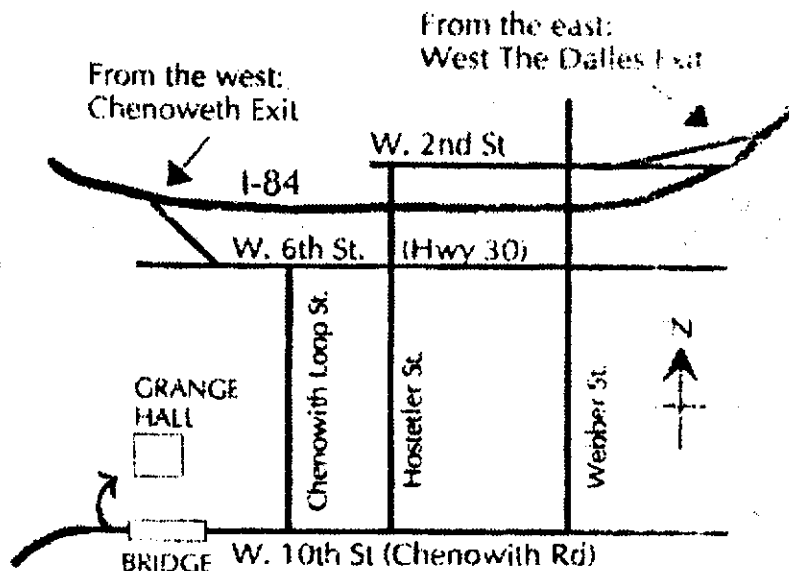 From the east:
West The Dalles Exit
From the west:
Chenoweth Exit
W. 2nd St
I-84
W. 6th St. (Hwy 30)
Chenowith Loop St.
Hostetler St.
Webber St.
N
GRANGE
HALL
BRIDGE
W. 10th St (Chenowith Rd)